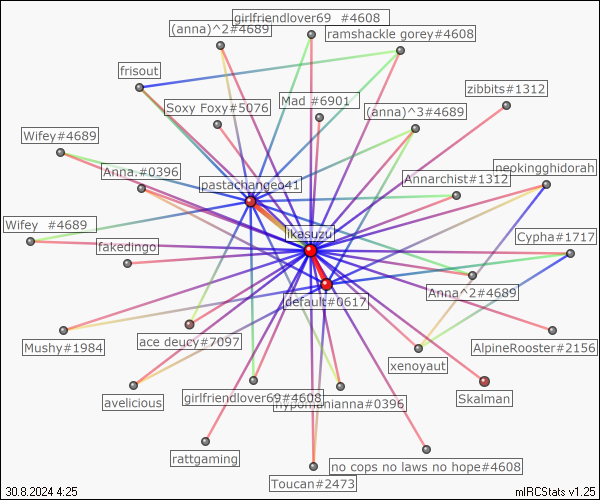 girlfriendlover69 #4608
(anna)^2#4689
ramshackle gorey#4608
frisout
zibbits#1312
Mad #6901
Soxy Foxy#5076
(anna)^3#4689
Wifey#4689
Anna.#0396
neokingghidorah
pastachangeo41
Annarchist#1312
Wifey #4689
ikasuzu
Cypha#1717
fakedingo
Anna^2#4689
default#0617
ace deucy#7097
Mushy#1984
AlpineRooster#2156
xenoyaut
girlfriendlover69#4608
Skalman
avelicious
hypomanianna#0396
rattgaming
no cops no laws no hope#4608
Toucan#2473
30.8.2024 4:25
mIRCStats v1.25